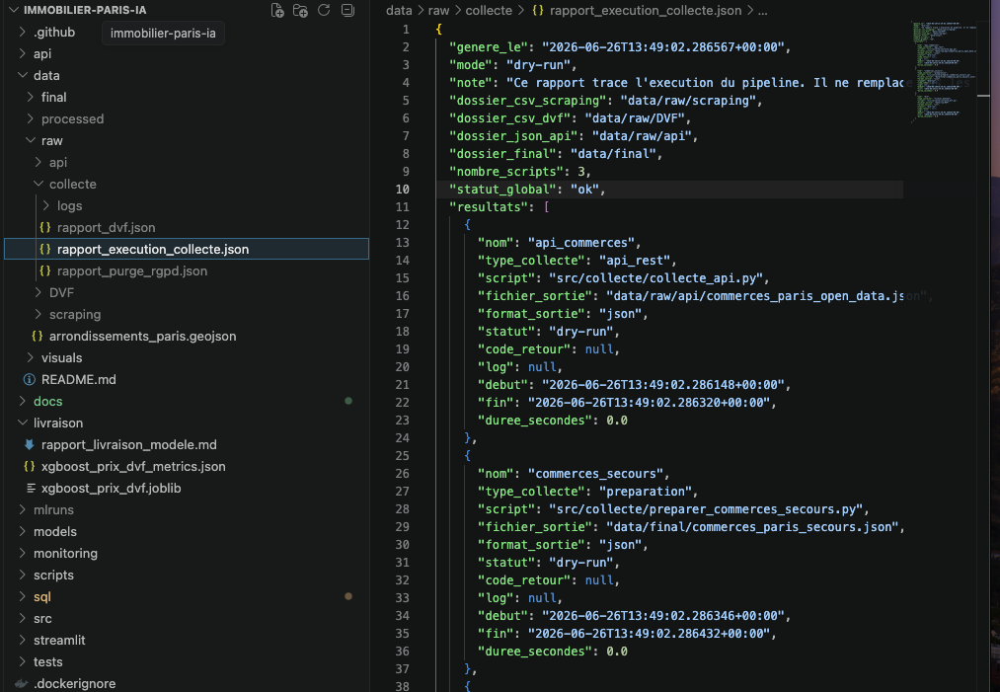 IMMOBILIER-PARIS-IA
.github
immobilier-paris-ia
api
data
final
processed
raw
api
collecte
logs
rapport_dvf.json
rapport_execution_collecte.json
rapport_purge_rgpd.json
DVF
scraping
arrondissements_paris.geojson
visuals
README.md
docs
livraison
rapport_livraison_modele.md
xgboost_prix_dvf_metrics.json
xgboost_prix_dvf.joblib
mlruns
models
monitoring
scripts
sql
src
streamlit
tests
.dockerignore
data > raw > collecte > {} rapport_execution_collecte.json > ...
1 {
2 "genere_le": "2026-06-26T13:49:02.286567+00:00",
3 "mode": "dry-run",
4 "note": "Ce rapport trace l'execution du pipeline. Il ne remplace
5 "dossier_csv_scraping": "data/raw/scraping",
6 "dossier_csv_dvf": "data/raw/DVF",
7 "dossier_json_api": "data/raw/api",
8 "dossier_final": "data/final",
9 "nombre_scripts": 3,
10 "statut_global": "ok",
11 "resultats": [
12 {
13 "nom": "api_commerces",
14 "type_collecte": "api_rest",
15 "script": "src/collecte/collecte_api.py",
16 "fichier_sortie": "data/raw/api/commerces_paris_open_data.json",
17 "format_sortie": "json",
18 "statut": "dry-run",
19 "code_retour": null,
20 "log": null,
21 "debut": "2026-06-26T13:49:02.286148+00:00",
22 "fin": "2026-06-26T13:49:02.286320+00:00",
23 "duree_secondes": 0.0
24 },
25 {
26 "nom": "commerces_secours",
27 "type_collecte": "preparation",
28 "script": "src/collecte/preparer_commerces_secours.py",
29 "fichier_sortie": "data/final/commerces_paris_secours.json",
30 "format_sortie": "json",
31 "statut": "dry-run",
32 "code_retour": null,
33 "log": null,
34 "debut": "2026-06-26T13:49:02.286346+00:00",
35 "fin": "2026-06-26T13:49:02.286432+00:00",
36 "duree_secondes": 0.0
37 },
38 {